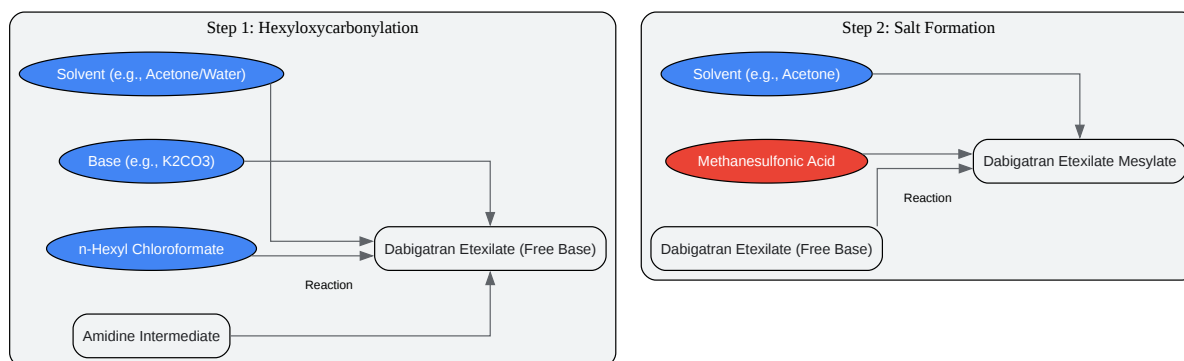 Step 1: Hexyloxycarbonylation
Solvent (e.g., Acetone/Water)
Base (e.g., K2CO3)
n-Hexyl Chloroformate
Dabigatran Etexilate (Free Base)
Reaction
Amidine Intermediate
Step 2: Salt Formation
Solvent (e.g., Acetone)
Methanesulfonic Acid
Dabigatran Etexilate Mesylate
Reaction
Dabigatran Etexilate (Free Base)